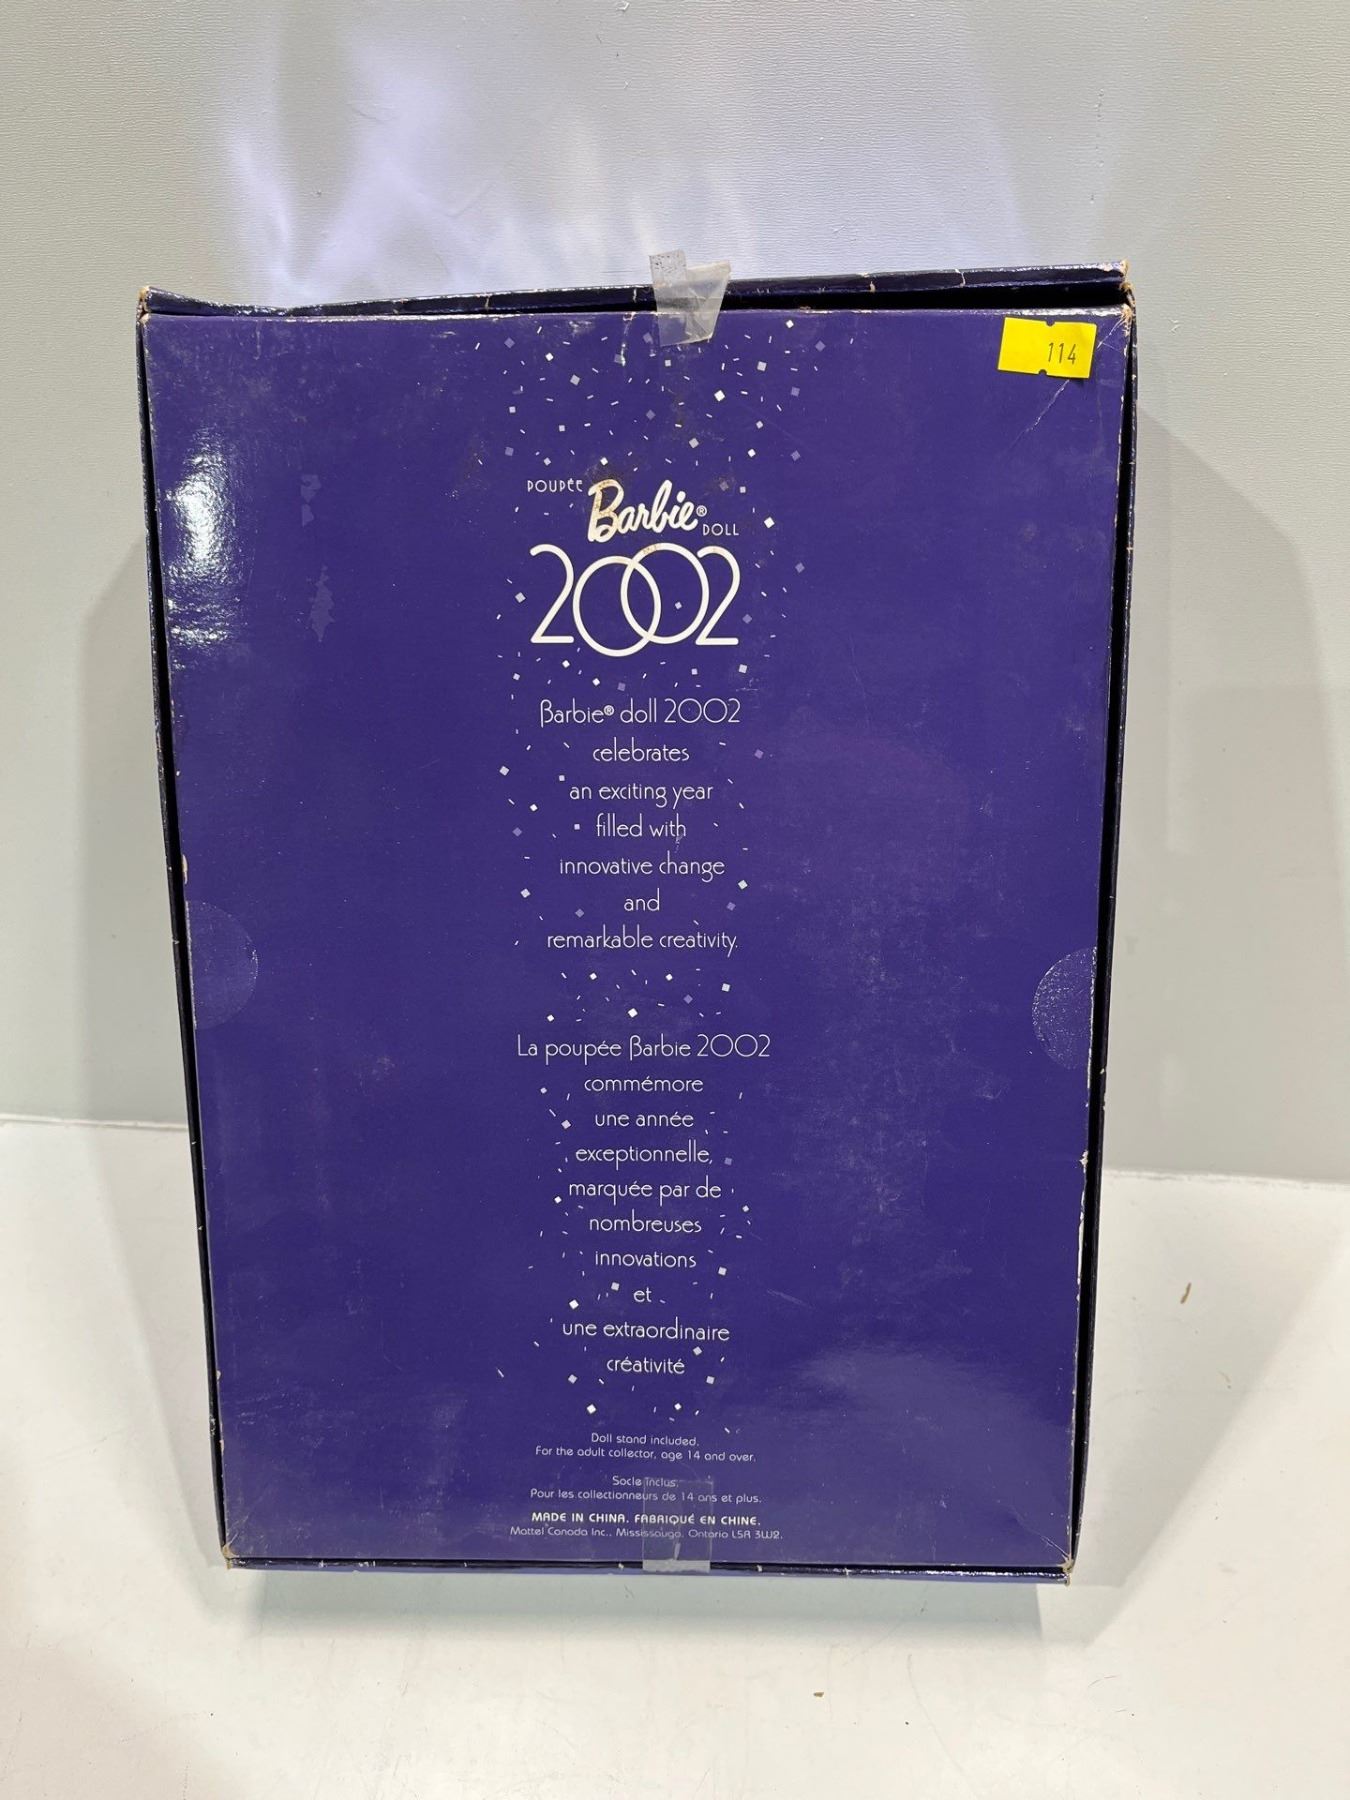 114
POUPÉE
Barbie®
DOLL
2002
Barbie® doll 2002
celebrates
an exciting year
filled with
innovative change
and
remarkable creativity.
La poupée Barbie 2002
commémore
une année
exceptionnelle,
marquée par de
nombreuses
innovations
et
une extraordinaire
créativité
Doll stand included.
For the adult collector, age 14 and over.
Socle inclus.
Pour les collectionneurs de 14 ans et plus.
MADE IN CHINA. FABRIQUÉ EN CHINE.
Mattel Canada Inc., Mississauga, Ontario L5R 3W2.